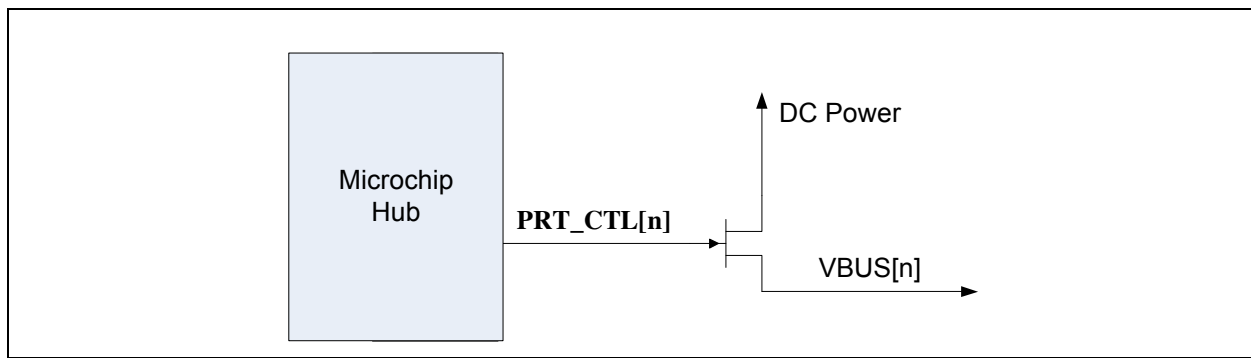 DC Power
Microchip
Hub
PRT_CTL[n]
VBUS[n]